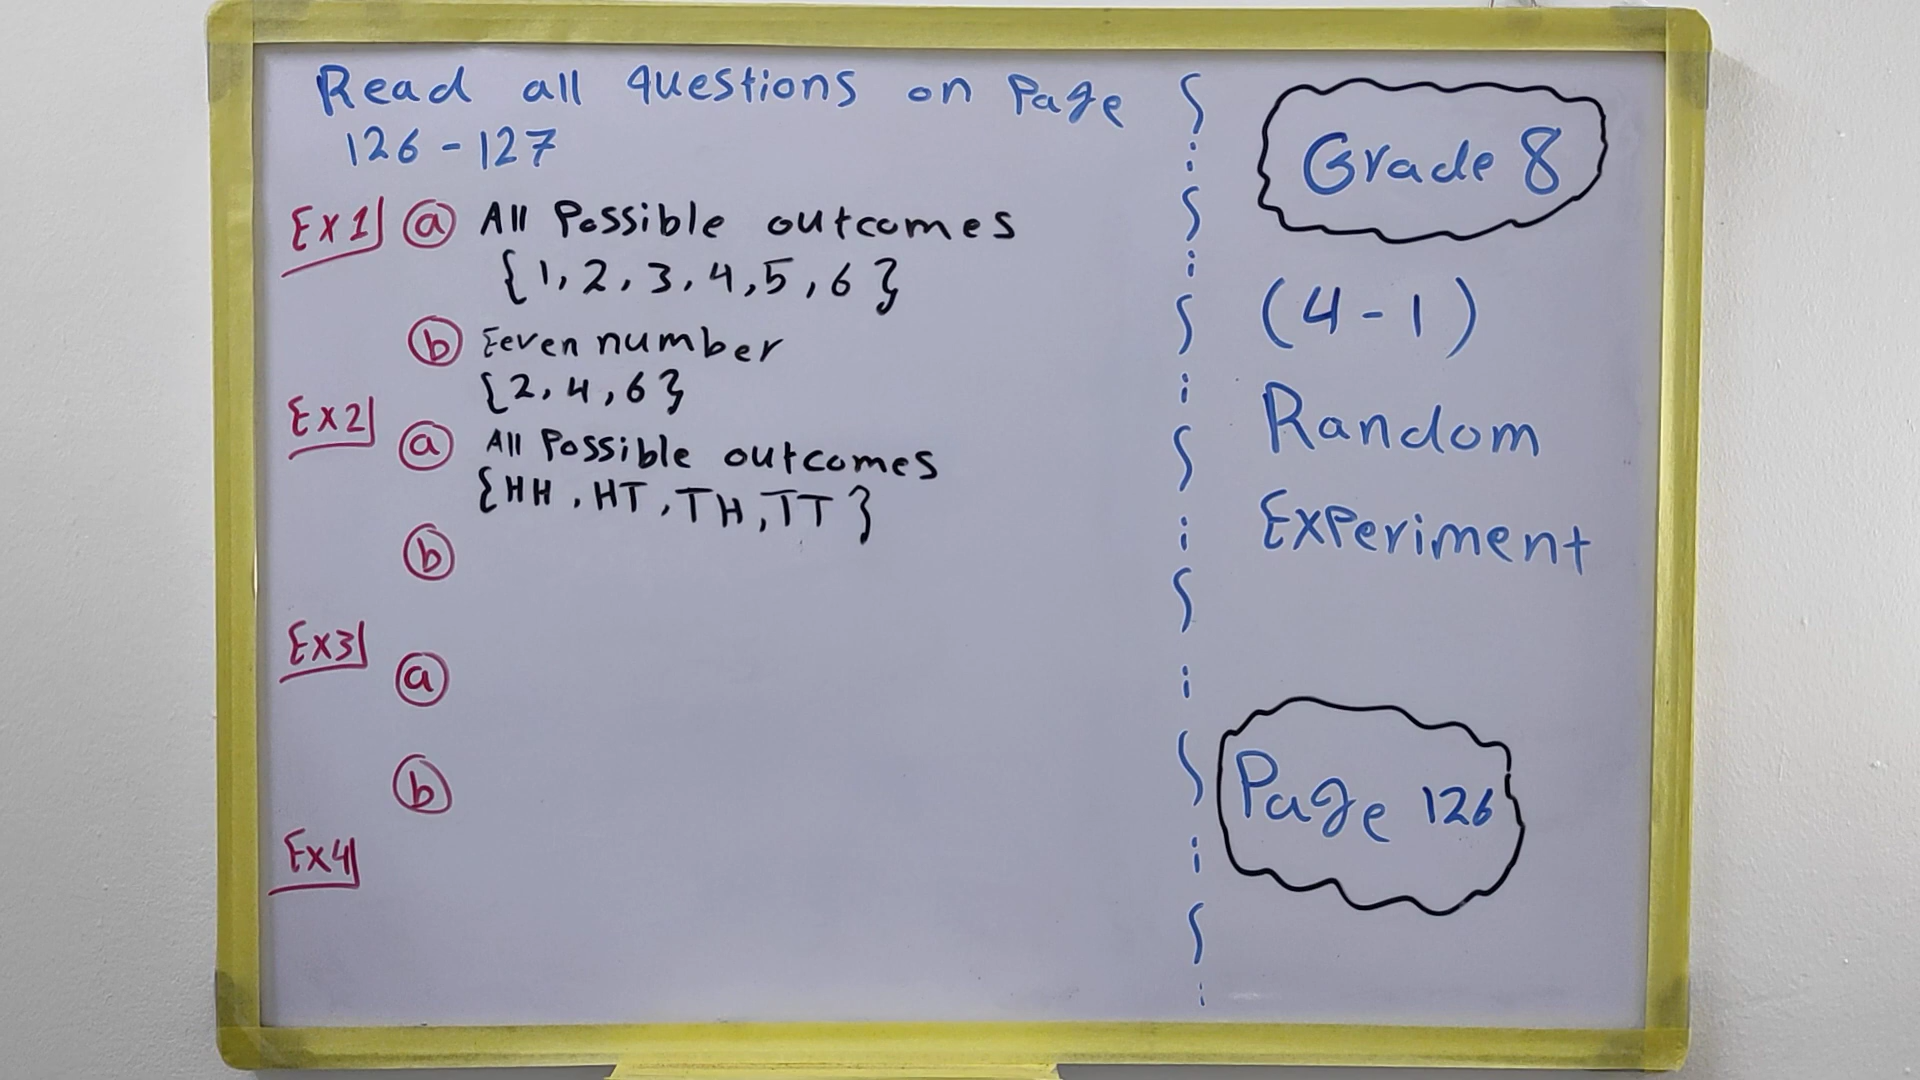 Read all questions on Page
126 - 127
Ex1 a All Possible outcomes
{1, 2, 3, 4, 5, 6}
b Eeven number
{2, 4, 6}
Ex2 a All Possible outcomes
{HH, HT, TH, TT}
b
Ex3 a
b
Ex4
Grade 8
(4-1)
Random
Experiment
Page 126